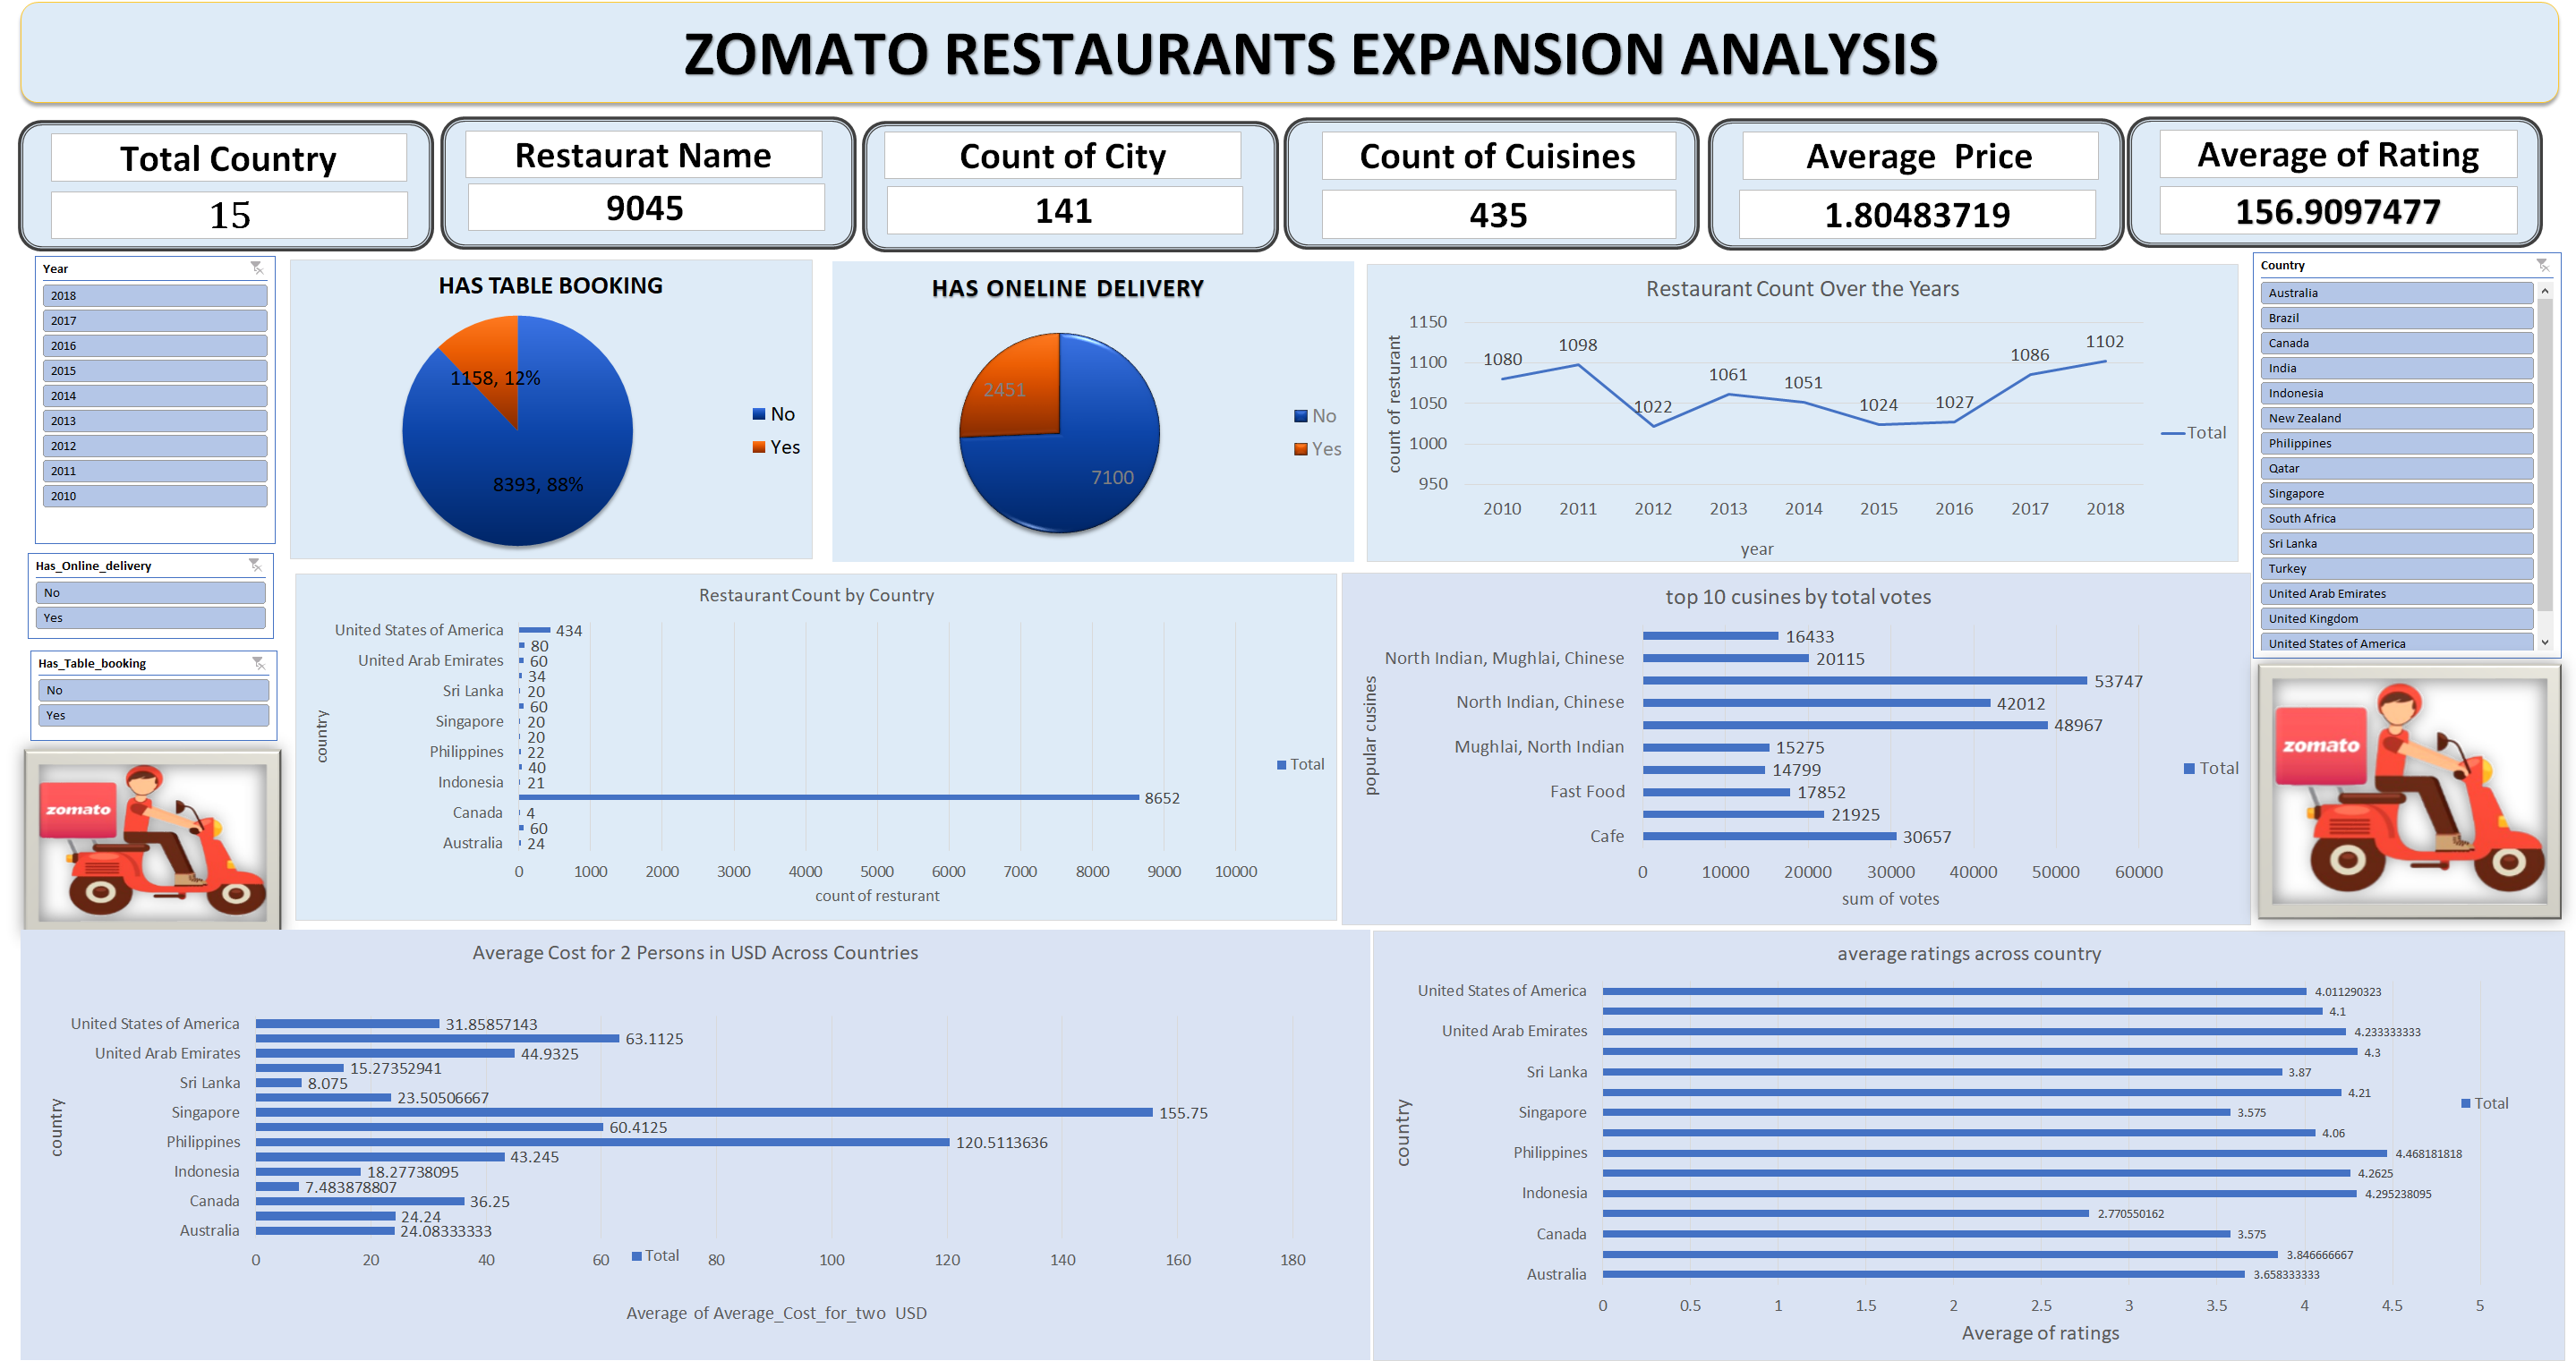 ZOMATO RESTAURANTS EXPANSION ANALYSIS
Total Country
15
Restaurat Name
9045
Count of City
141
Count of Cuisines
435
Average Price
1.80483719
Average of Rating
156.9097477
Year
2018
2017
2016
2015
2014
2013
2012
2011
2010
Has_Online_delivery
No
Yes
Has_Table_booking
No
Yes
zomato
HAS TABLE BOOKING
1158, 12%
8393, 88%
No
Yes
HAS ONELINE DELIVERY
2451
7100
No
Yes
Restaurant Count Over the Years
count of resturant
1150
1100
1050
1000
950
1080
1098
1022
1061
1051
1024
1027
1086
1102
2010 2011 2012 2013 2014 2015 2016 2017 2018
year
Total
Country
Australia
Brazil
Canada
India
Indonesia
New Zealand
Philippines
Qatar
Singapore
South Africa
Sri Lanka
Turkey
United Arab Emirates
United Kingdom
United States of America
zomato
Restaurant Count by Country
country
United States of America 434
80
United Arab Emirates 60
34
Sri Lanka 20
60
Singapore 20
20
Philippines 22
40
Indonesia 21
8652
Canada 4
60
Australia 24
0 1000 2000 3000 4000 5000 6000 7000 8000 9000 10000
count of resturant
Total
top 10 cusines by total votes
popular cusines
16433
North Indian, Mughlai, Chinese 20115
53747
North Indian, Chinese 42012
48967
Mughlai, North Indian 15275
14799
Fast Food 17852
21925
Cafe 30657
0 10000 20000 30000 40000 50000 60000
sum of votes
Total
Average Cost for 2 Persons in USD Across Countries
country
United States of America 31.85857143
63.1125
United Arab Emirates 44.9325
15.27352941
Sri Lanka 8.075
23.50506667
Singapore 155.75
60.4125
Philippines 120.5113636
43.245
Indonesia 18.27738095
7.483878807
Canada 36.25
24.24
Australia 24.08333333
0 20 40 60 80 100 120 140 160 180
Total
Average of Average_Cost_for_two USD
average ratings across country
country
United States of America 4.011290323
4.1
United Arab Emirates 4.233333333
4.3
Sri Lanka 3.87
4.21
Singapore 3.575
4.06
Philippines 4.468181818
4.2625
Indonesia 4.295238095
2.770550162
Canada 3.575
3.846666667
Australia 3.658333333
0 0.5 1 1.5 2 2.5 3 3.5 4 4.5 5
Average of ratings
Total